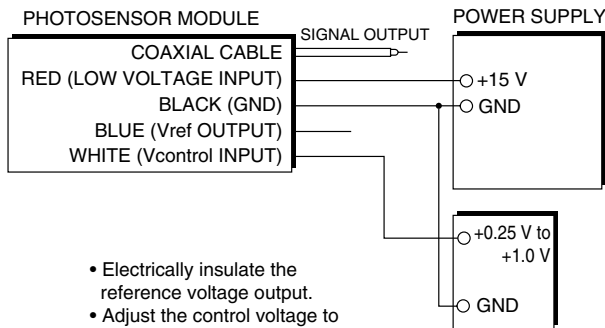 PHOTOSENSOR MODULE
POWER SUPPLY
SIGNAL OUTPUT
COAXIAL CABLE
RED (LOW VOLTAGE INPUT)
+15 V
BLACK (GND)
GND
BLUE (Vref OUTPUT)
WHITE (Vcontrol INPUT)
+0.25 V to
+1.0 V
GND
• Electrically insulate the
reference voltage output.
• Adjust the control voltage to